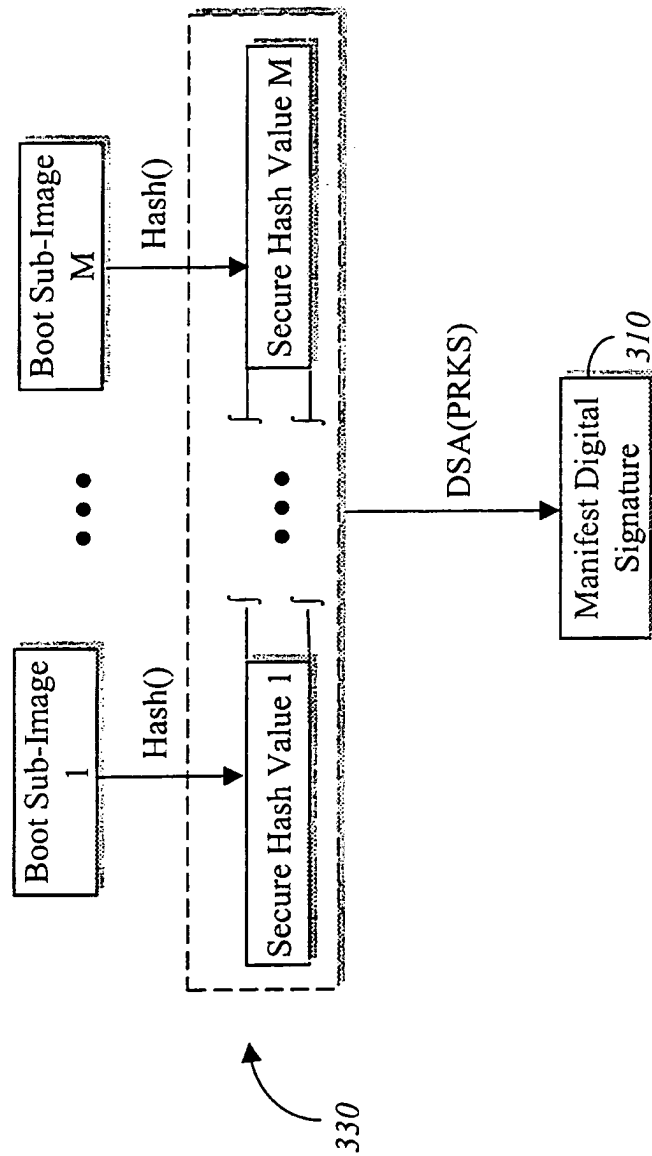 Boot Sub-Image
1
Boot Sub-Image
M
Hash()
Hash()
Secure Hash Value 1
Secure Hash Value M
330
DSA(PRKS)
Manifest Digital
Signature
310